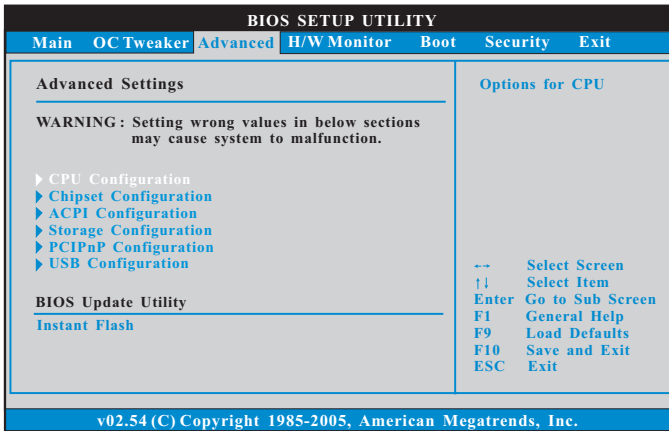 BIOS SETUP UTILITY
Main OC Tweaker Advanced H/W Monitor Boot Security Exit
Advanced Settings
WARNING : Setting wrong values in below sections
may cause system to malfunction.
CPU Configuration
Chipset Configuration
ACPI Configuration
Storage Configuration
PCIPnP Configuration
USB Configuration
BIOS Update Utility
Instant Flash
Options for CPU
←→ Select Screen
↑↓ Select Item
Enter Go to Sub Screen
F1 General Help
F9 Load Defaults
F10 Save and Exit
ESC Exit
v02.54 (C) Copyright 1985-2005, American Megatrends, Inc.